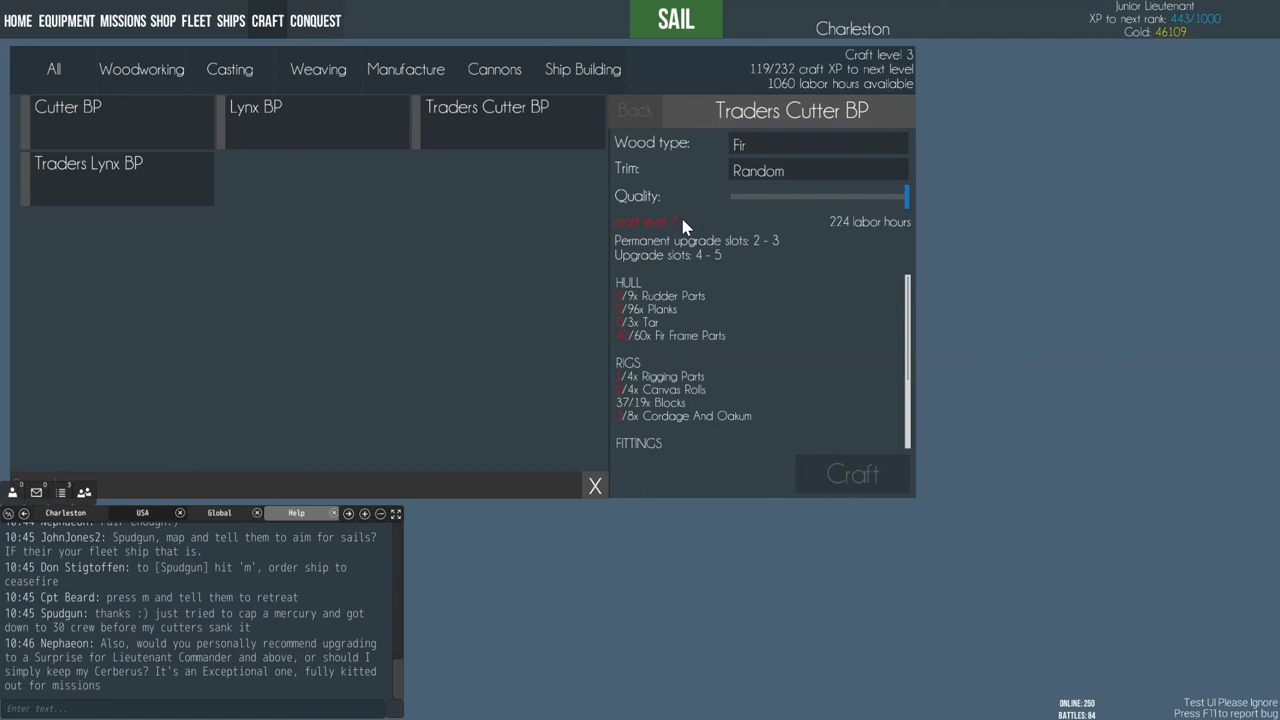 HOME EQUIPMENT MISSIONS SHOP FLEET SHIPS CRAFT CONQUEST
SAIL
Charleston
Junior Lieutenant
XP to next rank: 443/1000
Gold: 46109
All Woodworking Casting Weaving Manufacture Cannons Ship Building
Craft level 3
119/232 craft XP to next level
1060 labor hours available
Cutter BP
Lynx BP
Traders Cutter BP
Traders Lynx BP
Back
Traders Cutter BP
Wood type: Fir
Trim: Random
Quality:
craft level
224 labor hours
Permanent upgrade slots: 2 - 3
Upgrade slots: 4 - 5
HULL
/9x Rudder Parts
/96x Planks
/3x Tar
/60x Fir Frame Parts
RIGS
/4x Rigging Parts
/4x Canvas Rolls
37/19x Blocks
/8x Cordage And Oakum
FITTINGS
Craft
X
0 0 3
Charleston USA Global Help
10:44 Nephaeon: Fair enough:)
10:45 JohnJones2: Spudgun, map and tell them to aim for sails?
IF their your fleet ship that is.
10:45 Don Stigtoffen: to [Spudgun] hit 'm', order ship to
ceasefire
10:45 Cpt Beard: press m and tell them to retreat
10:45 Spudgun: thanks :) just tried to cap a mercury and got
down to 30 crew before my cutters sank it
10:46 Nephaeon: Also, would you personally recommend upgrading
to a Surprise for Lieutenant Commander and above, or should I
simply keep my Cerberus? It's an Exceptional one, fully kitted
out for missions
Enter text...
ONLINE: 250
BATTLES: 84
Test UI Please Ignore
Press F11 to report bug